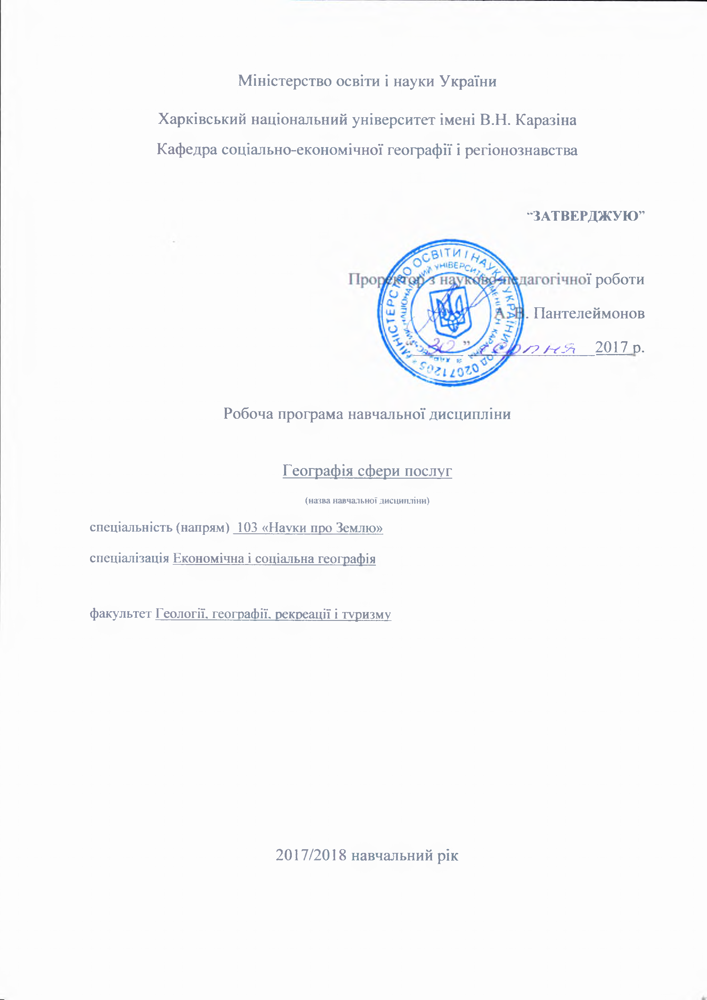 Міністерство освіти і науки України
Харківський національний університет імені В.Н. Каразіна
Кафедра соціально-економічної географії і регіонознавства
“ЗАТВЕРДЖУЮ”
Проректор з науково-педагогічної роботи
А. В. Пантелеймонов
“ 30 ” серпня 2017 р.
МІНІСТЕРСТВО ОСВІТИ І НАУКИ УКРАЇНИ * КОД 02071205 *
ХАРКІВСЬКИЙ НАЦІОНАЛЬНИЙ УНІВЕРСИТЕТ ІМЕНІ В.Н. КАРАЗІНА *
Робоча програма навчальної дисципліни
Географія сфери послуг
(назва навчальної дисципліни)
спеціальність (напрям) 103 «Науки про Землю»
спеціалізація Економічна і соціальна географія
факультет Геології, географії, рекреації і туризму
2017/2018 навчальний рік